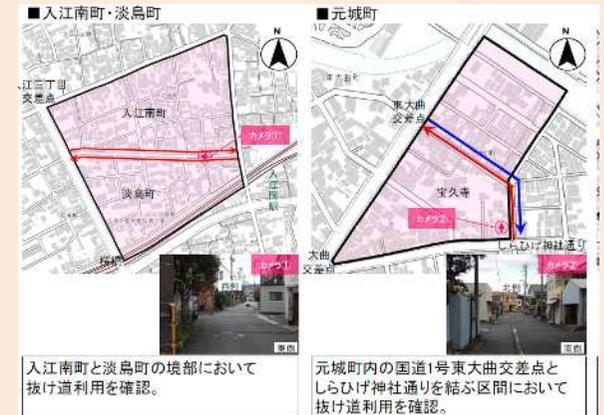 ■入江南町・淡島町
N
江三丁目
交差点
入江南町
カメラ①
淡島町
入江岡駅
桜橋
カメラ①
西側
東側
入江南町と淡島町の境部において
抜け道利用を確認。
■元城町
N
東大曲町
東大曲
交差点
宝久寺
カメラ②
しらひげ神社通り
大曲
交差点
カメラ②
北側
南側
元城町内の国道1号東大曲交差点と
しらひげ神社通りを結ぶ区間において
抜け道利用を確認。